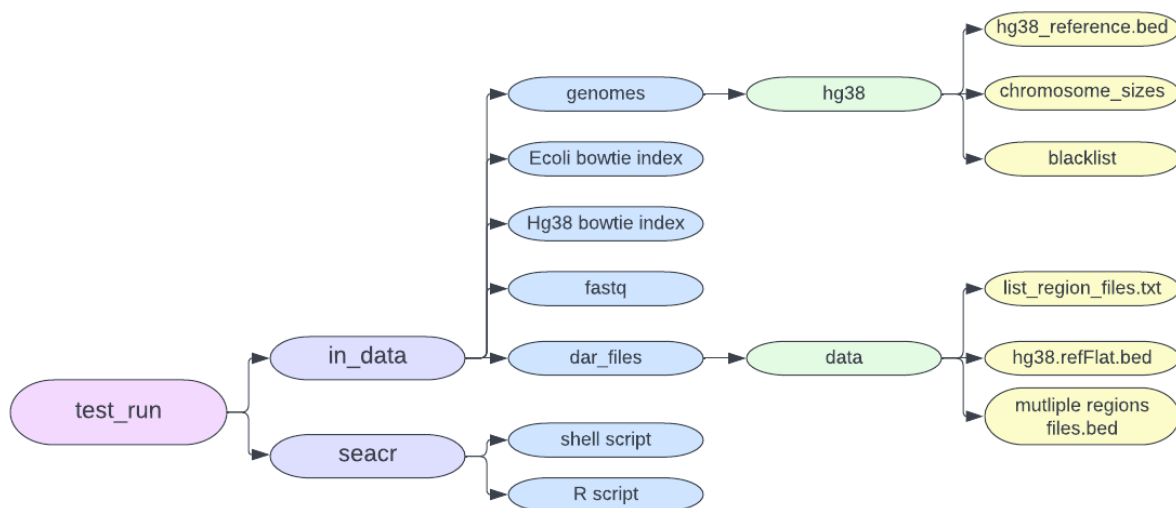 hg38_reference.bed
genomes
hg38
chromosome_sizes
Ecoli bowtie index
blacklist
Hg38 bowtie index
fastq
list_region_files.txt
in_data
dar_files
data
hg38.refFlat.bed
test_run
mutliple regions
files.bed
seacr
shell script
R script